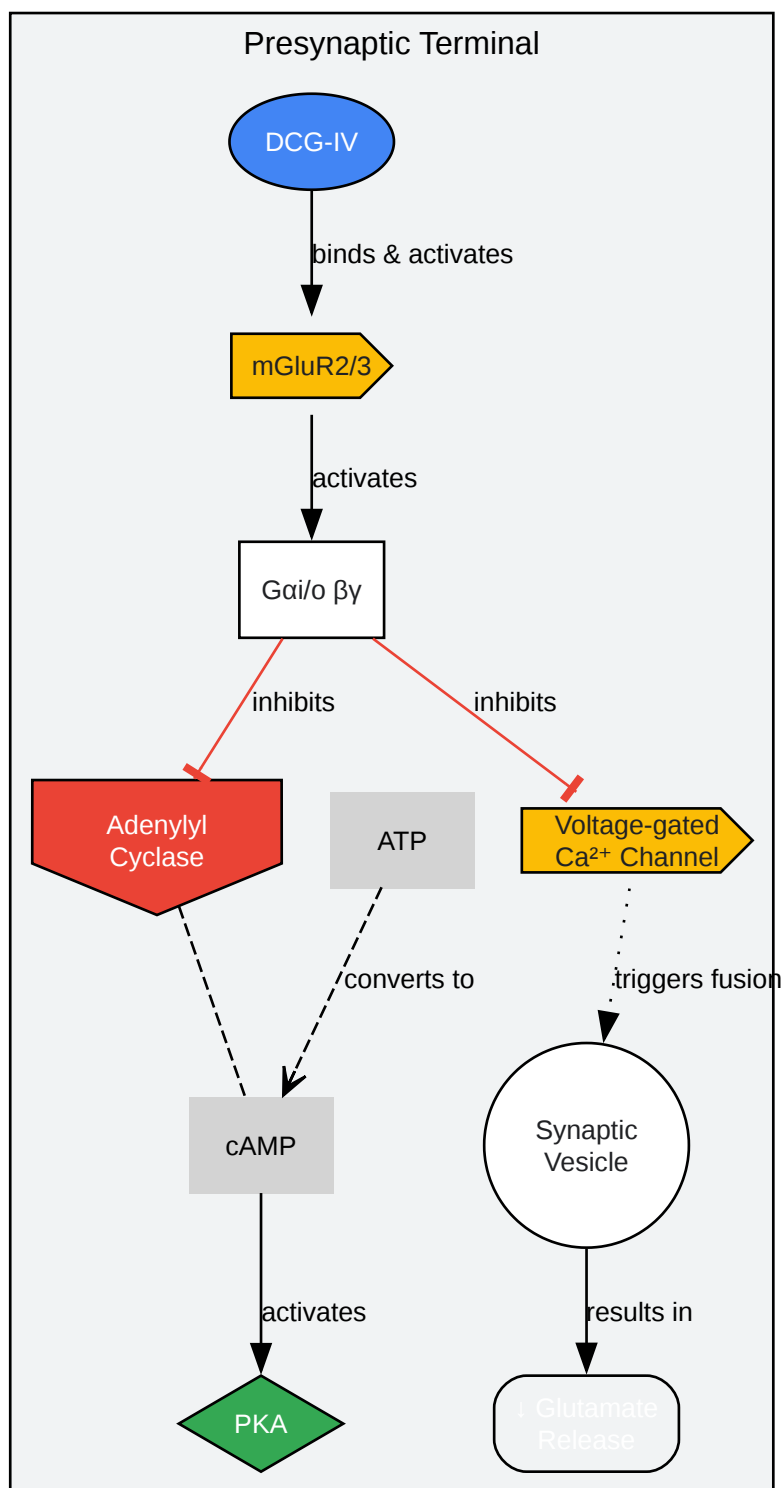 Presynaptic Terminal
DCG-IV
binds & activates
mGluR2/3
activates
Gαi/o βγ
inhibits
inhibits
Adenylyl
Cyclase
ATP
Voltage-gated
Ca²⁺ Channel
converts to
triggers fusion
cAMP
Synaptic
Vesicle
activates
results in
PKA
↓ Glutamate
Release